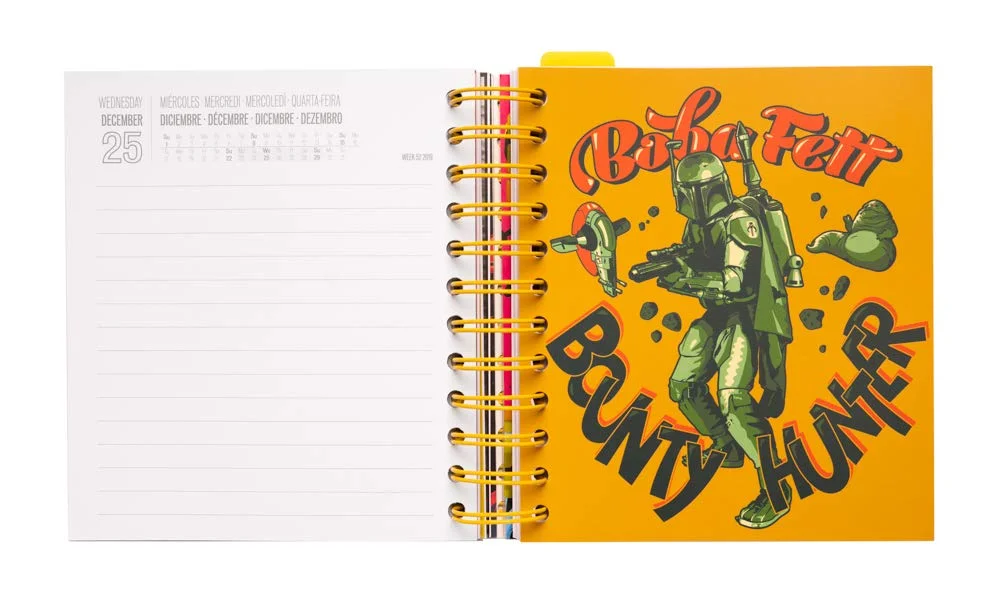 WEDNESDAY
DECEMBER
25
MIÉRCOLES · MERCREDI · MERCOLEDÌ · QUARTA-FEIRA
DICIEMBRE · DÉCEMBRE · DICEMBRE · DEZEMBRO
WEEK 52 2019
Boba Fett
BOUNTY HUNTER